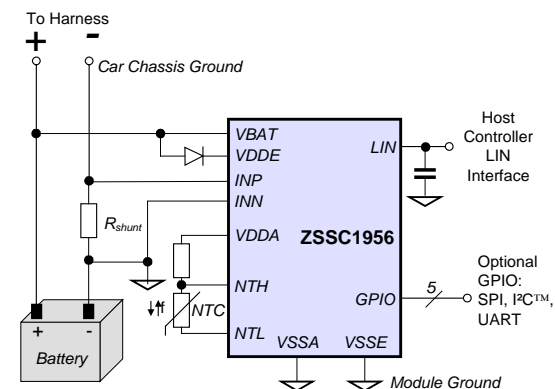 To Harness
+ -
Car Chassis Ground
VBAT
VDDE
INP
INN
Rshunt
VDDA
ZSSC1956
NTH
NTC
NTL
VSSA VSSE
LIN
Host
Controller
LIN
Interface
GPIO
5
Optional
GPIO:
SPI, I²C™,
UART
+ -
Battery
Module Ground